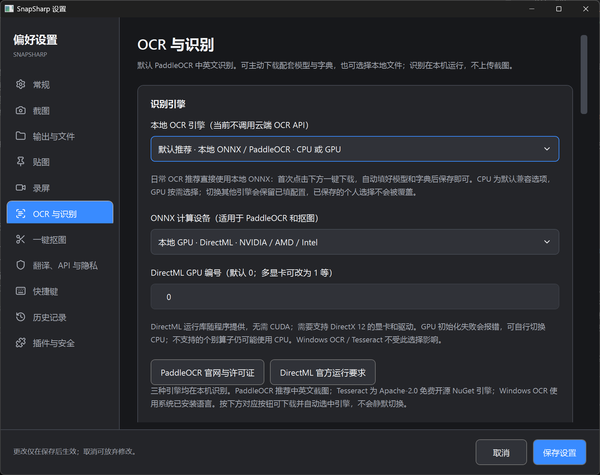 SnapSharp 设置
偏好设置
SNAPSHARP
常规
截图
输出与文件
贴图
录屏
OCR 与识别
一键抠图
翻译、API 与隐私
快捷键
历史记录
插件与安全
OCR 与识别
默认 PaddleOCR 中英文识别。可主动下载配套模型与字典，也可选择本地文件；识别在本机运行，不上传截图。
识别引擎
本地 OCR 引擎（当前不调用云端 OCR API）
默认推荐 · 本地 ONNX / PaddleOCR · CPU 或 GPU
日常 OCR 推荐直接使用本地 ONNX：首次点击下方一键下载，自动填好模型和字典后保存即可。CPU 为默认兼容选项，
GPU 按需选择；切换其他引擎会保留已填配置，已保存的个人选择不会被覆盖。
ONNX 计算设备（适用于 PaddleOCR 和抠图）
本地 GPU · DirectML · NVIDIA / AMD / Intel
DirectML GPU 编号（默认 0；多显卡可改为 1 等）
0
DirectML 运行库随程序提供，无需 CUDA；需要支持 DirectX 12 的显卡和驱动。GPU 初始化失败会报错，可自行切换
CPU；不支持的个别算子仍可能使用 CPU。Windows OCR / Tesseract 不受此选择影响。
PaddleOCR 官网与许可证
DirectML 官方运行要求
三种引擎均在本机识别。PaddleOCR 推荐中英文截图；Tesseract 为 Apache-2.0 免费开源 NuGet 引擎；Windows OCR 使
用系统已安装语言。按下方对应按钮可下载并自动选中引擎，不会静默切换。
更改仅在保存后生效；取消可放弃修改。
取消
保存设置